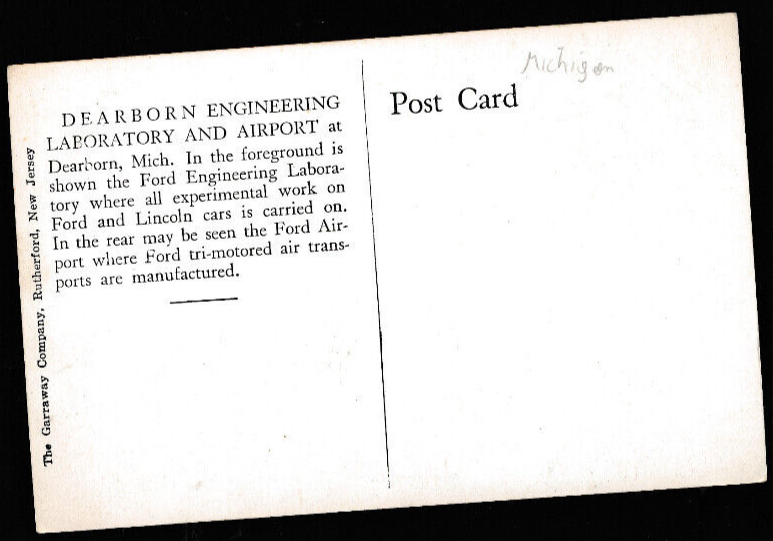 Michigan
Post Card
DEARBORN ENGINEERING
LABORATORY AND AIRPORT at
Dearborn, Mich. In the foreground is
shown the Ford Engineering Labora-
tory where all experimental work on
Ford and Lincoln cars is carried on.
In the rear may be seen the Ford Air-
port where Ford tri-motored air trans-
ports are manufactured.
The Garraway Company, Rutherford, New Jersey